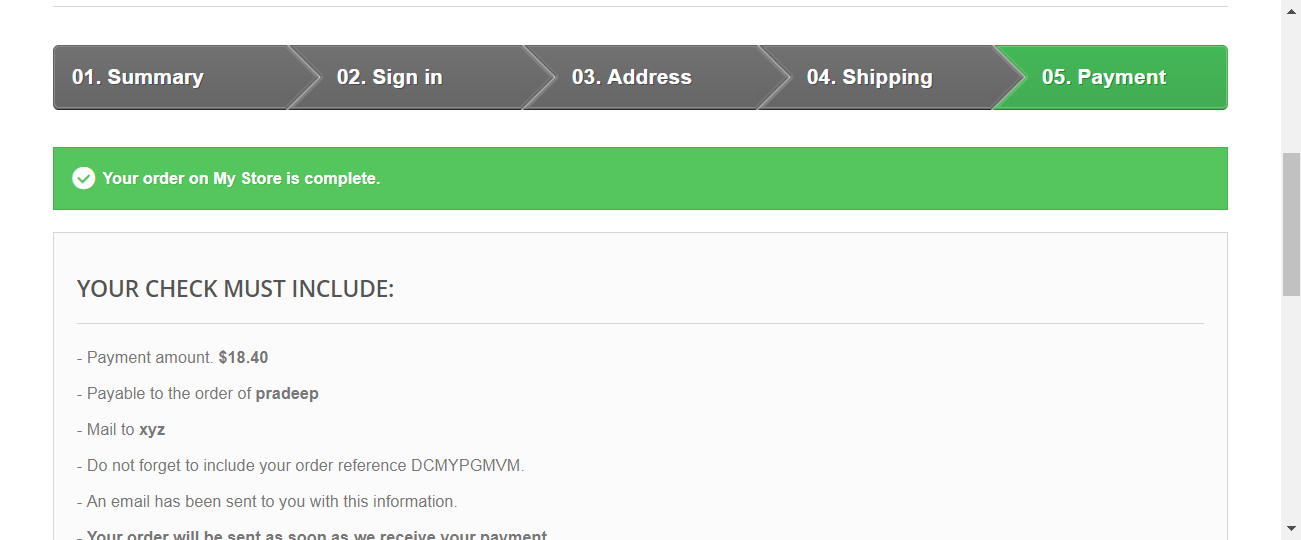 01. Summary
02. Sign in
03. Address
04. Shipping
05. Payment
Your order on My Store is complete.
YOUR CHECK MUST INCLUDE:
- Payment amount. $18.40
- Payable to the order of pradeep
- Mail to xyz
- Do not forget to include your order reference DCMYPGMVM.
- An email has been sent to you with this information.
- Your order will be sent as soon as we receive your payment